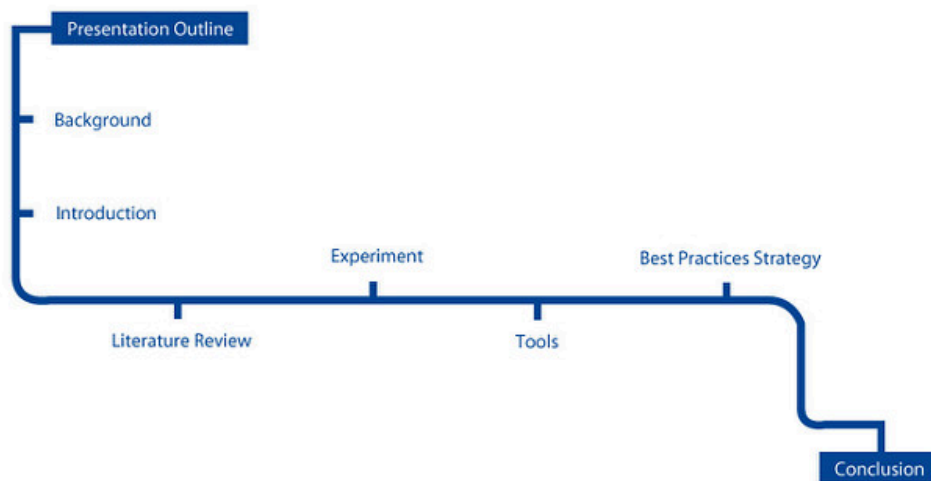 Presentation Outline
Background
Introduction
Literature Review
Experiment
Tools
Best Practices Strategy
Conclusion